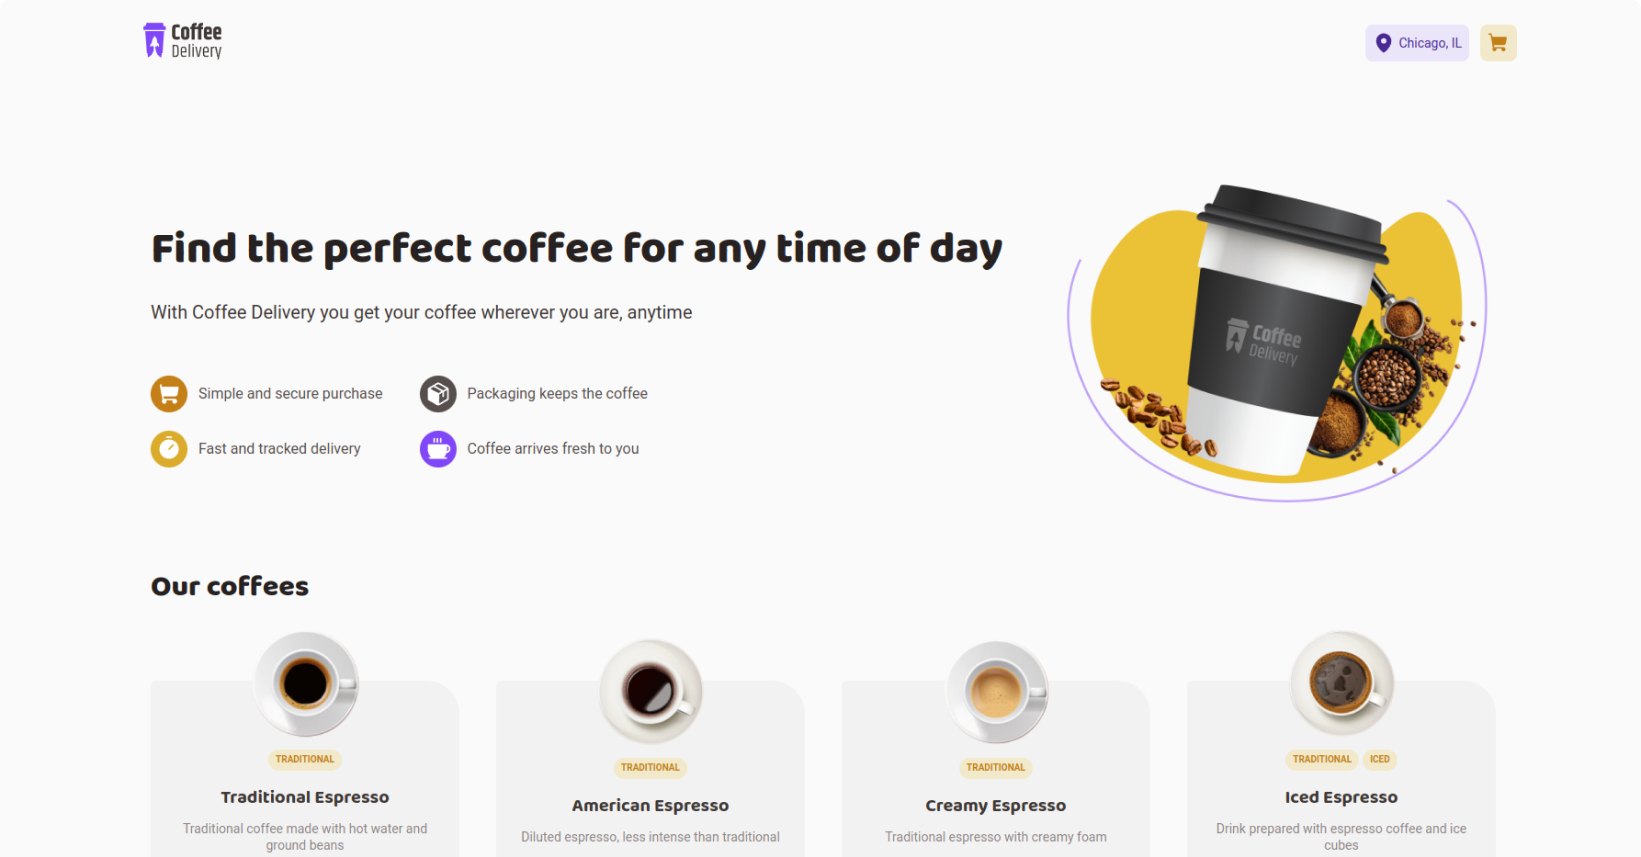 Coffee
Delivery
Chicago, IL
Find the perfect coffee for any time of day
With Coffee Delivery you get your coffee wherever you are, anytime
Simple and secure purchase
Packaging keeps the coffee
Fast and tracked delivery
Coffee arrives fresh to you
Coffee
Delivery
Our coffees
TRADITIONAL
Traditional Espresso
Traditional coffee made with hot water and
ground beans
TRADITIONAL
American Espresso
Diluted espresso, less intense than traditional
TRADITIONAL
Creamy Espresso
Traditional espresso with creamy foam
TRADITIONAL ICED
Iced Espresso
Drink prepared with espresso coffee and ice
cubes